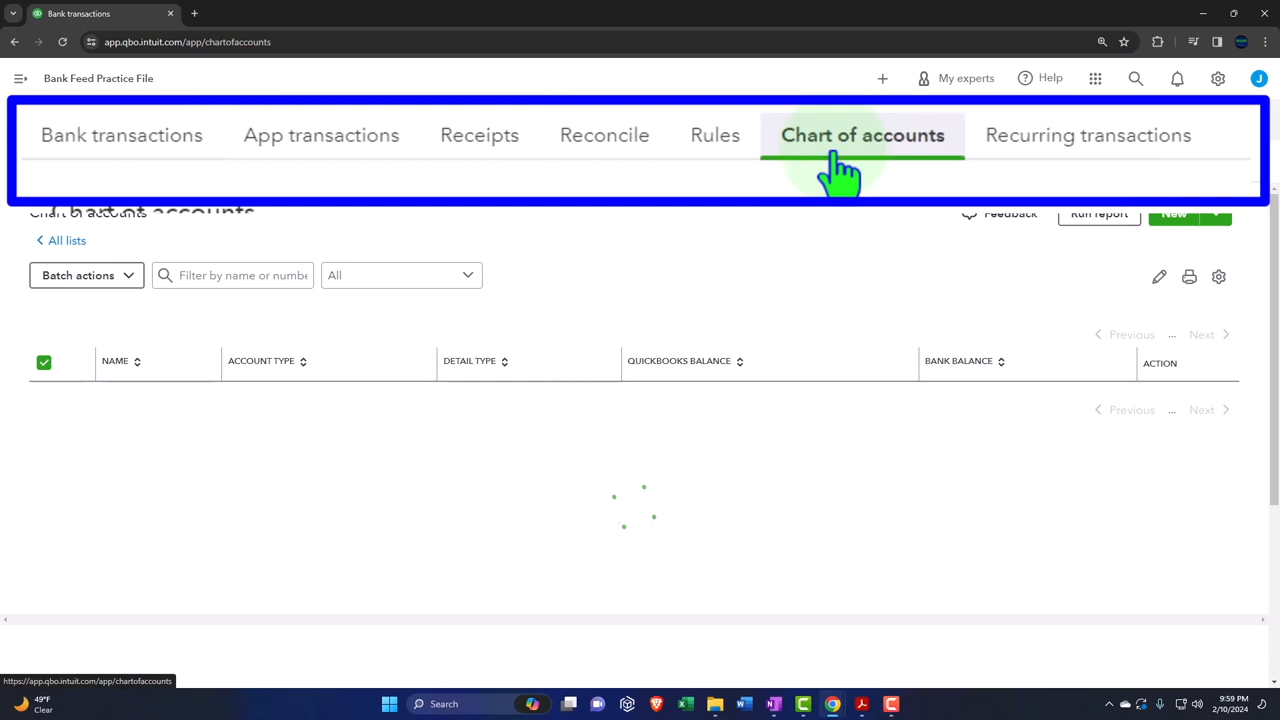 Bank transactions
app.qbo.intuit.com/app/chartofaccounts
Bank Feed Practice File
My experts
Help
J
Bank transactions App transactions Receipts Reconcile Rules Chart of accounts Recurring transactions
Chart of accounts
Feedback Run report New
All lists
Batch actions Filter by name or numbe All
Previous ... Next
NAME ACCOUNT TYPE DETAIL TYPE QUICKBOOKS BALANCE BANK BALANCE ACTION
Previous ... Next
https://app.qbo.intuit.com/app/chartofaccounts
49°F
Clear
Search
9:59 PM
2/10/2024